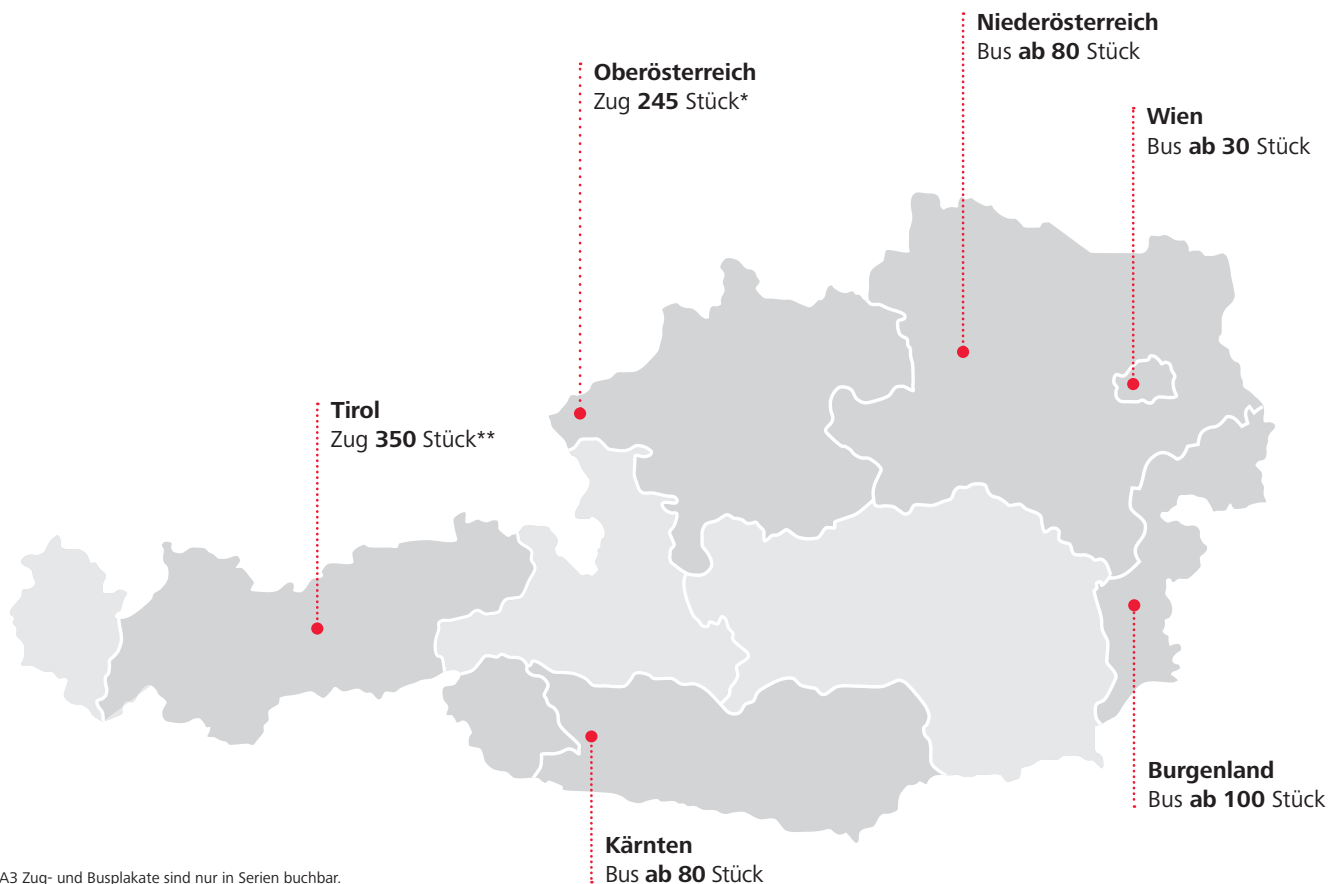 Niederösterreich
Bus ab 80 Stück
Oberösterreich
Zug 245 Stück*
Wien
Bus ab 30 Stück
Tirol
Zug 350 Stück**
Burgenland
Bus ab 100 Stück
Kärnten
Bus ab 80 Stück
A3 Zug- und Busplakate sind nur in Serien buchbar.